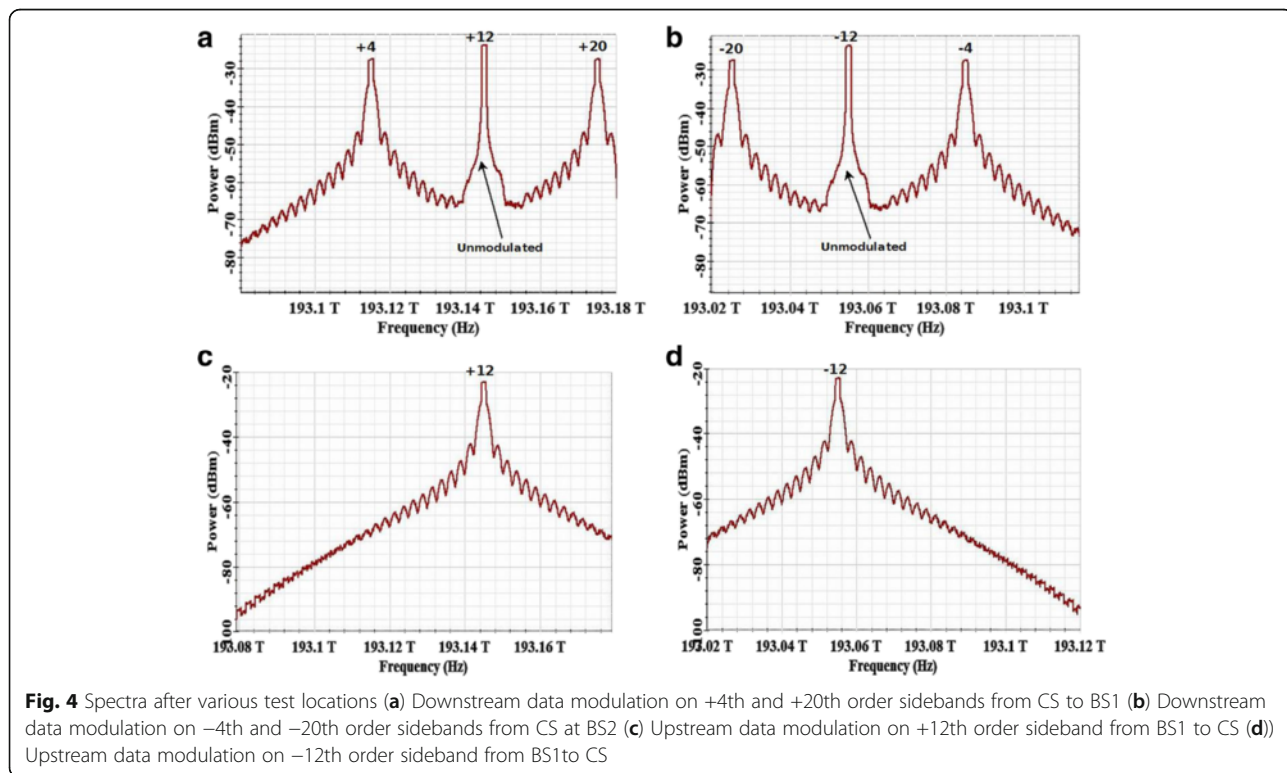 a
+4
+12
+20
Power (dBm)
-30
-40
-50
-60
-70
-80
Unmodulated
193.1 T
193.12 T
193.14 T
193.16 T
193.18 T
Frequency (Hz)
b
-20
-12
-4
Power (dBm)
-30
-40
-50
-60
-70
-80
Unmodulated
193.02 T
193.04 T
193.06 T
193.08 T
193.1 T
Frequency (Hz)
c
+12
Power (dBm)
-20
-40
-60
-80
00
193.08 T
193.1 T
193.12 T
193.14 T
193.16 T
Frequency (Hz)
d
-12
Power (dBm)
-20
-40
-60
-80
00
193.02 T
193.04 T
193.06 T
193.08 T
193.1 T
193.12 T
Frequency (Hz)
Fig. 4 Spectra after various test locations (a) Downstream data modulation on +4th and +20th order sidebands from CS to BS1 (b) Downstream
data modulation on −4th and −20th order sidebands from CS at BS2 (c) Upstream data modulation on +12th order sideband from BS1 to CS (d))
Upstream data modulation on −12th order sideband from BS1to CS